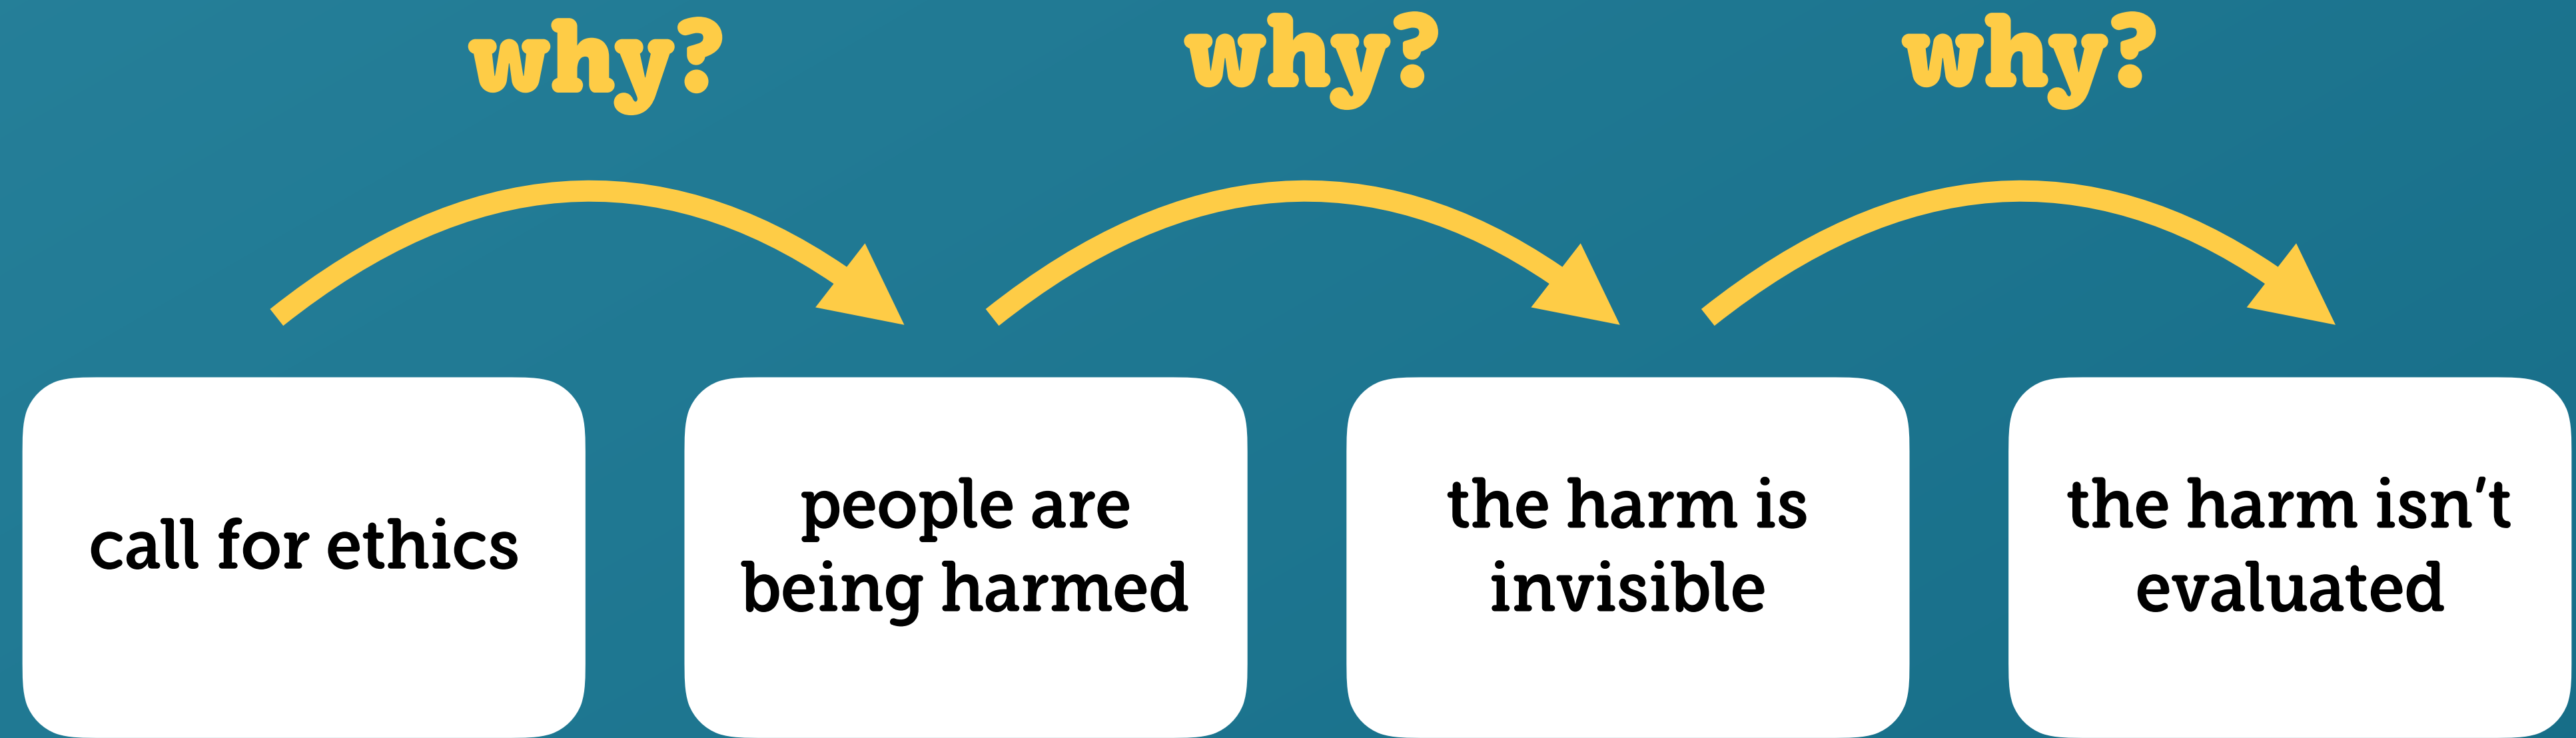 why?
why?
why?
call for ethics
people are
being harmed
the harm is
invisible
the harm isn’t
evaluated